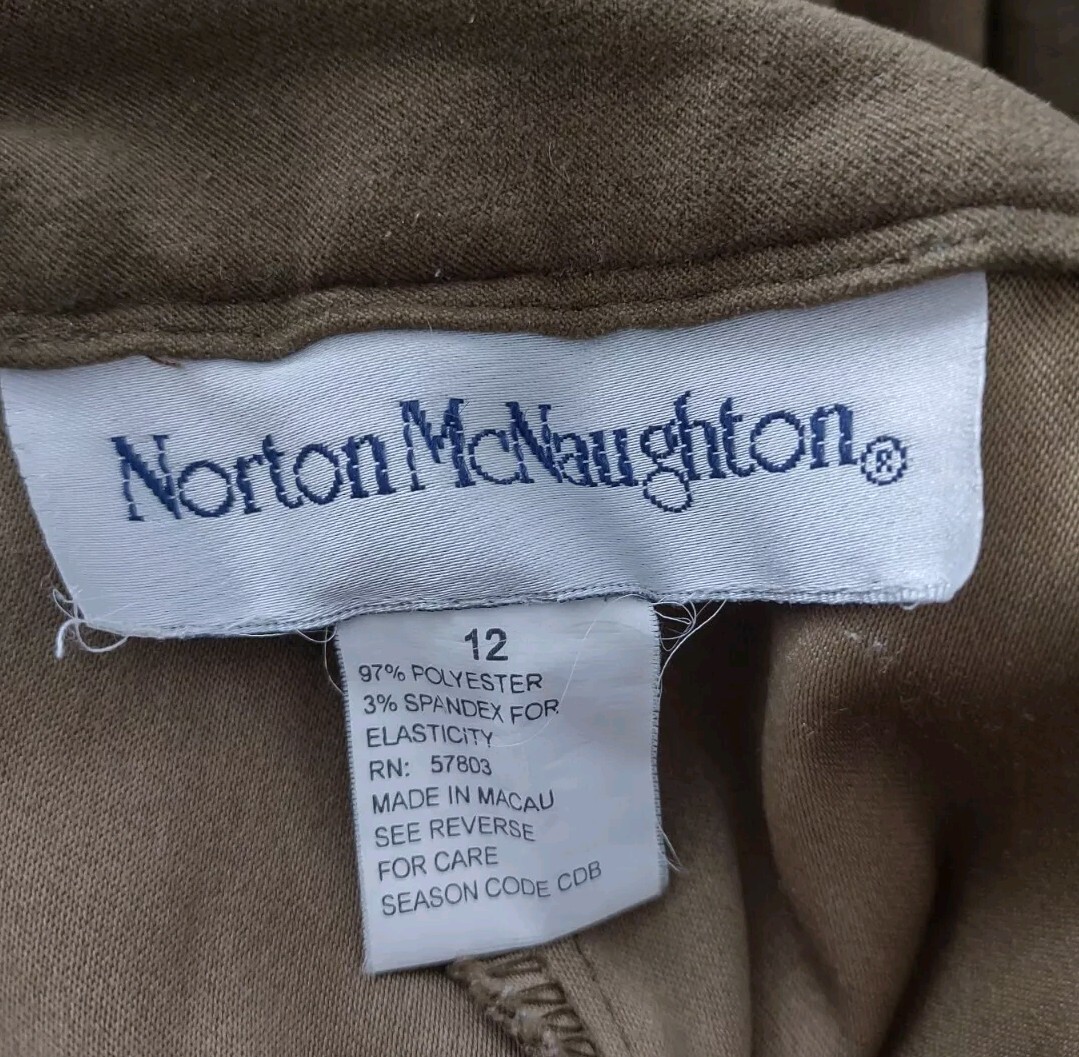 Norton McNaughton®
12
97% POLYESTER
3% SPANDEX FOR
ELASTICITY
RN: 57803
MADE IN MACAU
SEE REVERSE
FOR CARE
SEASON CODE CDB